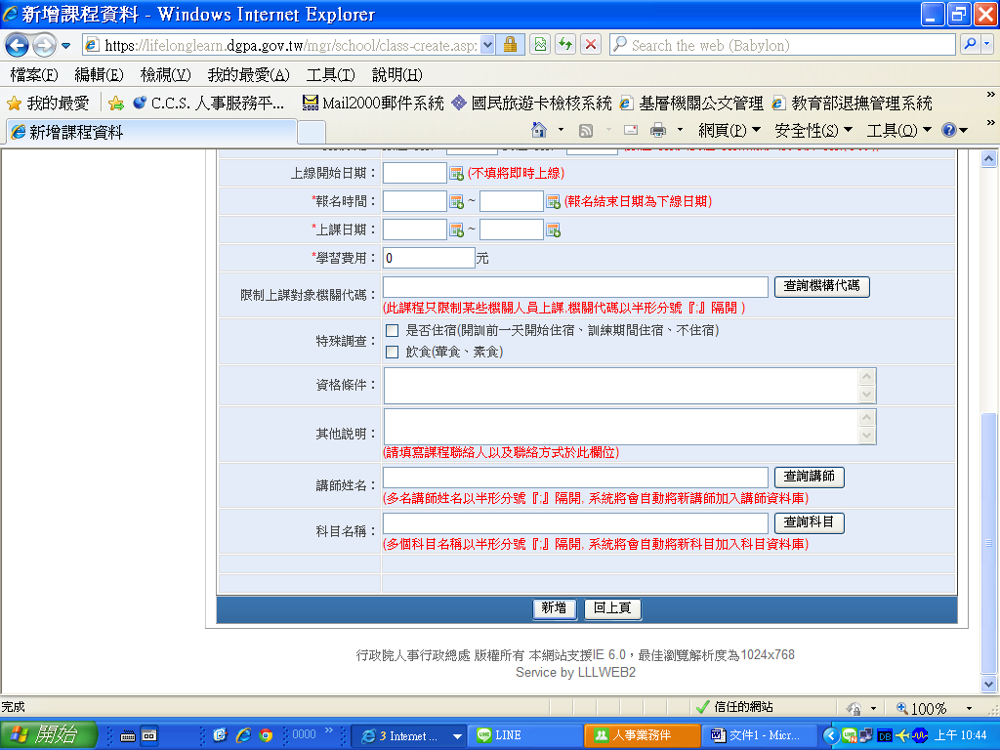 新增課程資料 - Windows Internet Explorer
https://lifelonglearn.dgpa.gov.tw/mgr/school/class-create.asp:
Search the web (Babylon)
檔案(F) 編輯(E) 檢視(V) 我的最愛(A) 工具(T) 說明(H)
我的最愛 C.C.S. 人事服務平... Mail2000郵件系統 國民旅遊卡檢核系統 基層機關公文管理 教育部退撫管理系統 »
新增課程資料 網頁(P) 安全性(S) 工具(O) »
上線開始日期： (不填將即時上線)
*報名時間： ~ (報名結束日期為下線日期)
*上課日期： ~
*學習費用： 0 元
限制上課對象機關代碼： 查詢機構代碼
(此課程只限制某些機關人員上課,機關代碼以半形分號『;』隔開 )
特殊調查： 是否住宿(開訓前一天開始住宿、訓練期間住宿、不住宿)
飲食(葷食、素食)
資格條件：
其他說明：
(請填寫課程聯絡人以及聯絡方式於此欄位)
講師姓名： 查詢講師
(多名講師姓名以半形分號『;』隔開, 系統將會自動將新講師加入講師資料庫)
科目名稱： 查詢科目
(多個科目名稱以半形分號『;』隔開, 系統將會自動將新科目加入科目資料庫)
新增 回上頁
行政院人事行政總處 版權所有 本網站支援IE 6.0，最佳瀏覽解析度為1024x768
Service by LLLWEB2
完成 信任的網站 100%
開始 0000 » 3 Internet ... LINE 人事業務伴 文件1 - Micr... 上午 10:44